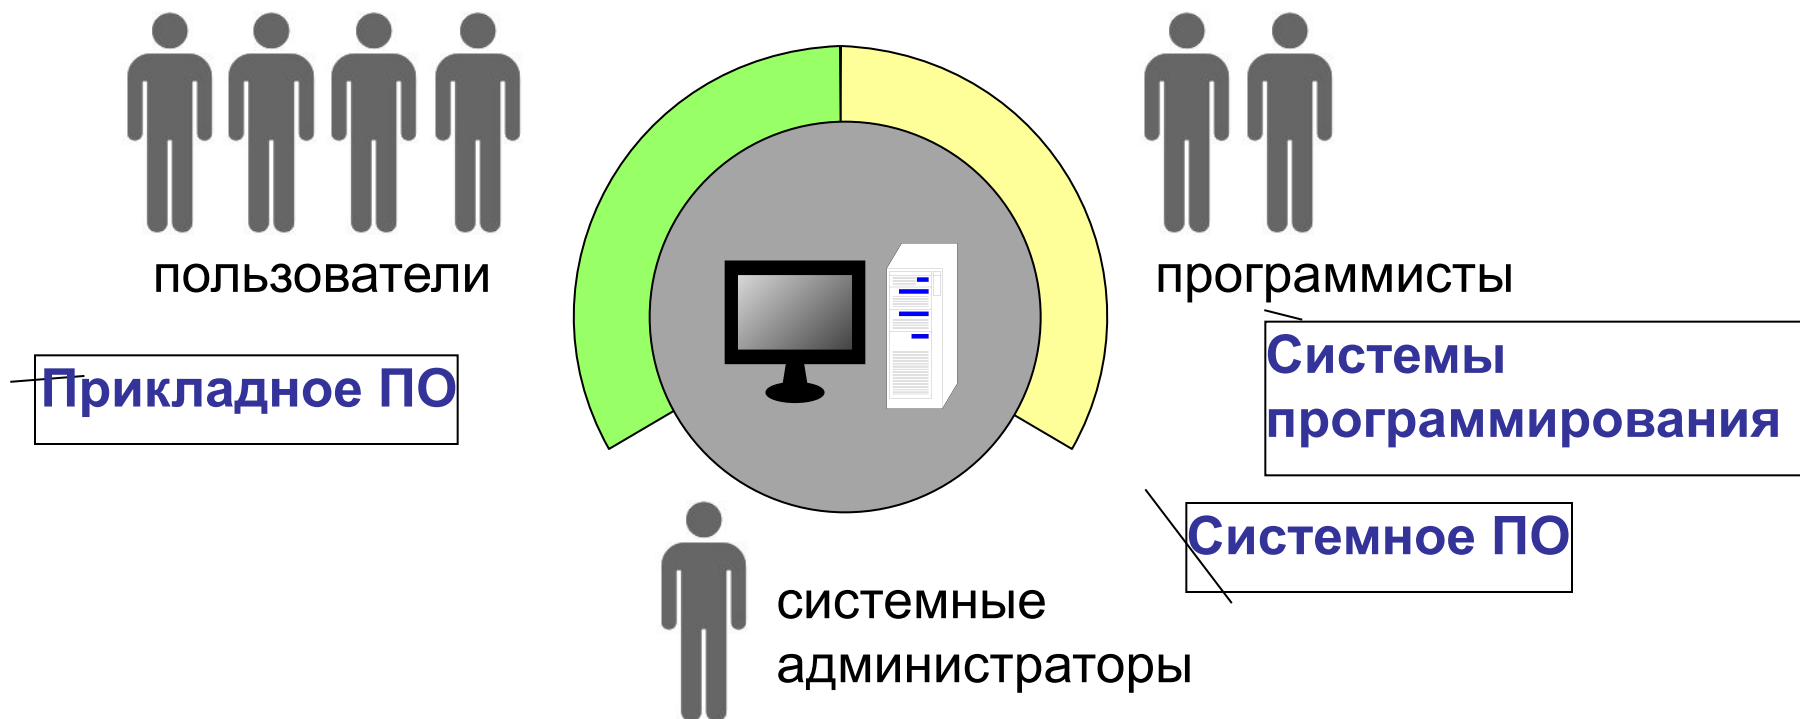 пользователи
программисты
Прикладное ПО
Системы
программирования
Системное ПО
системные
администраторы